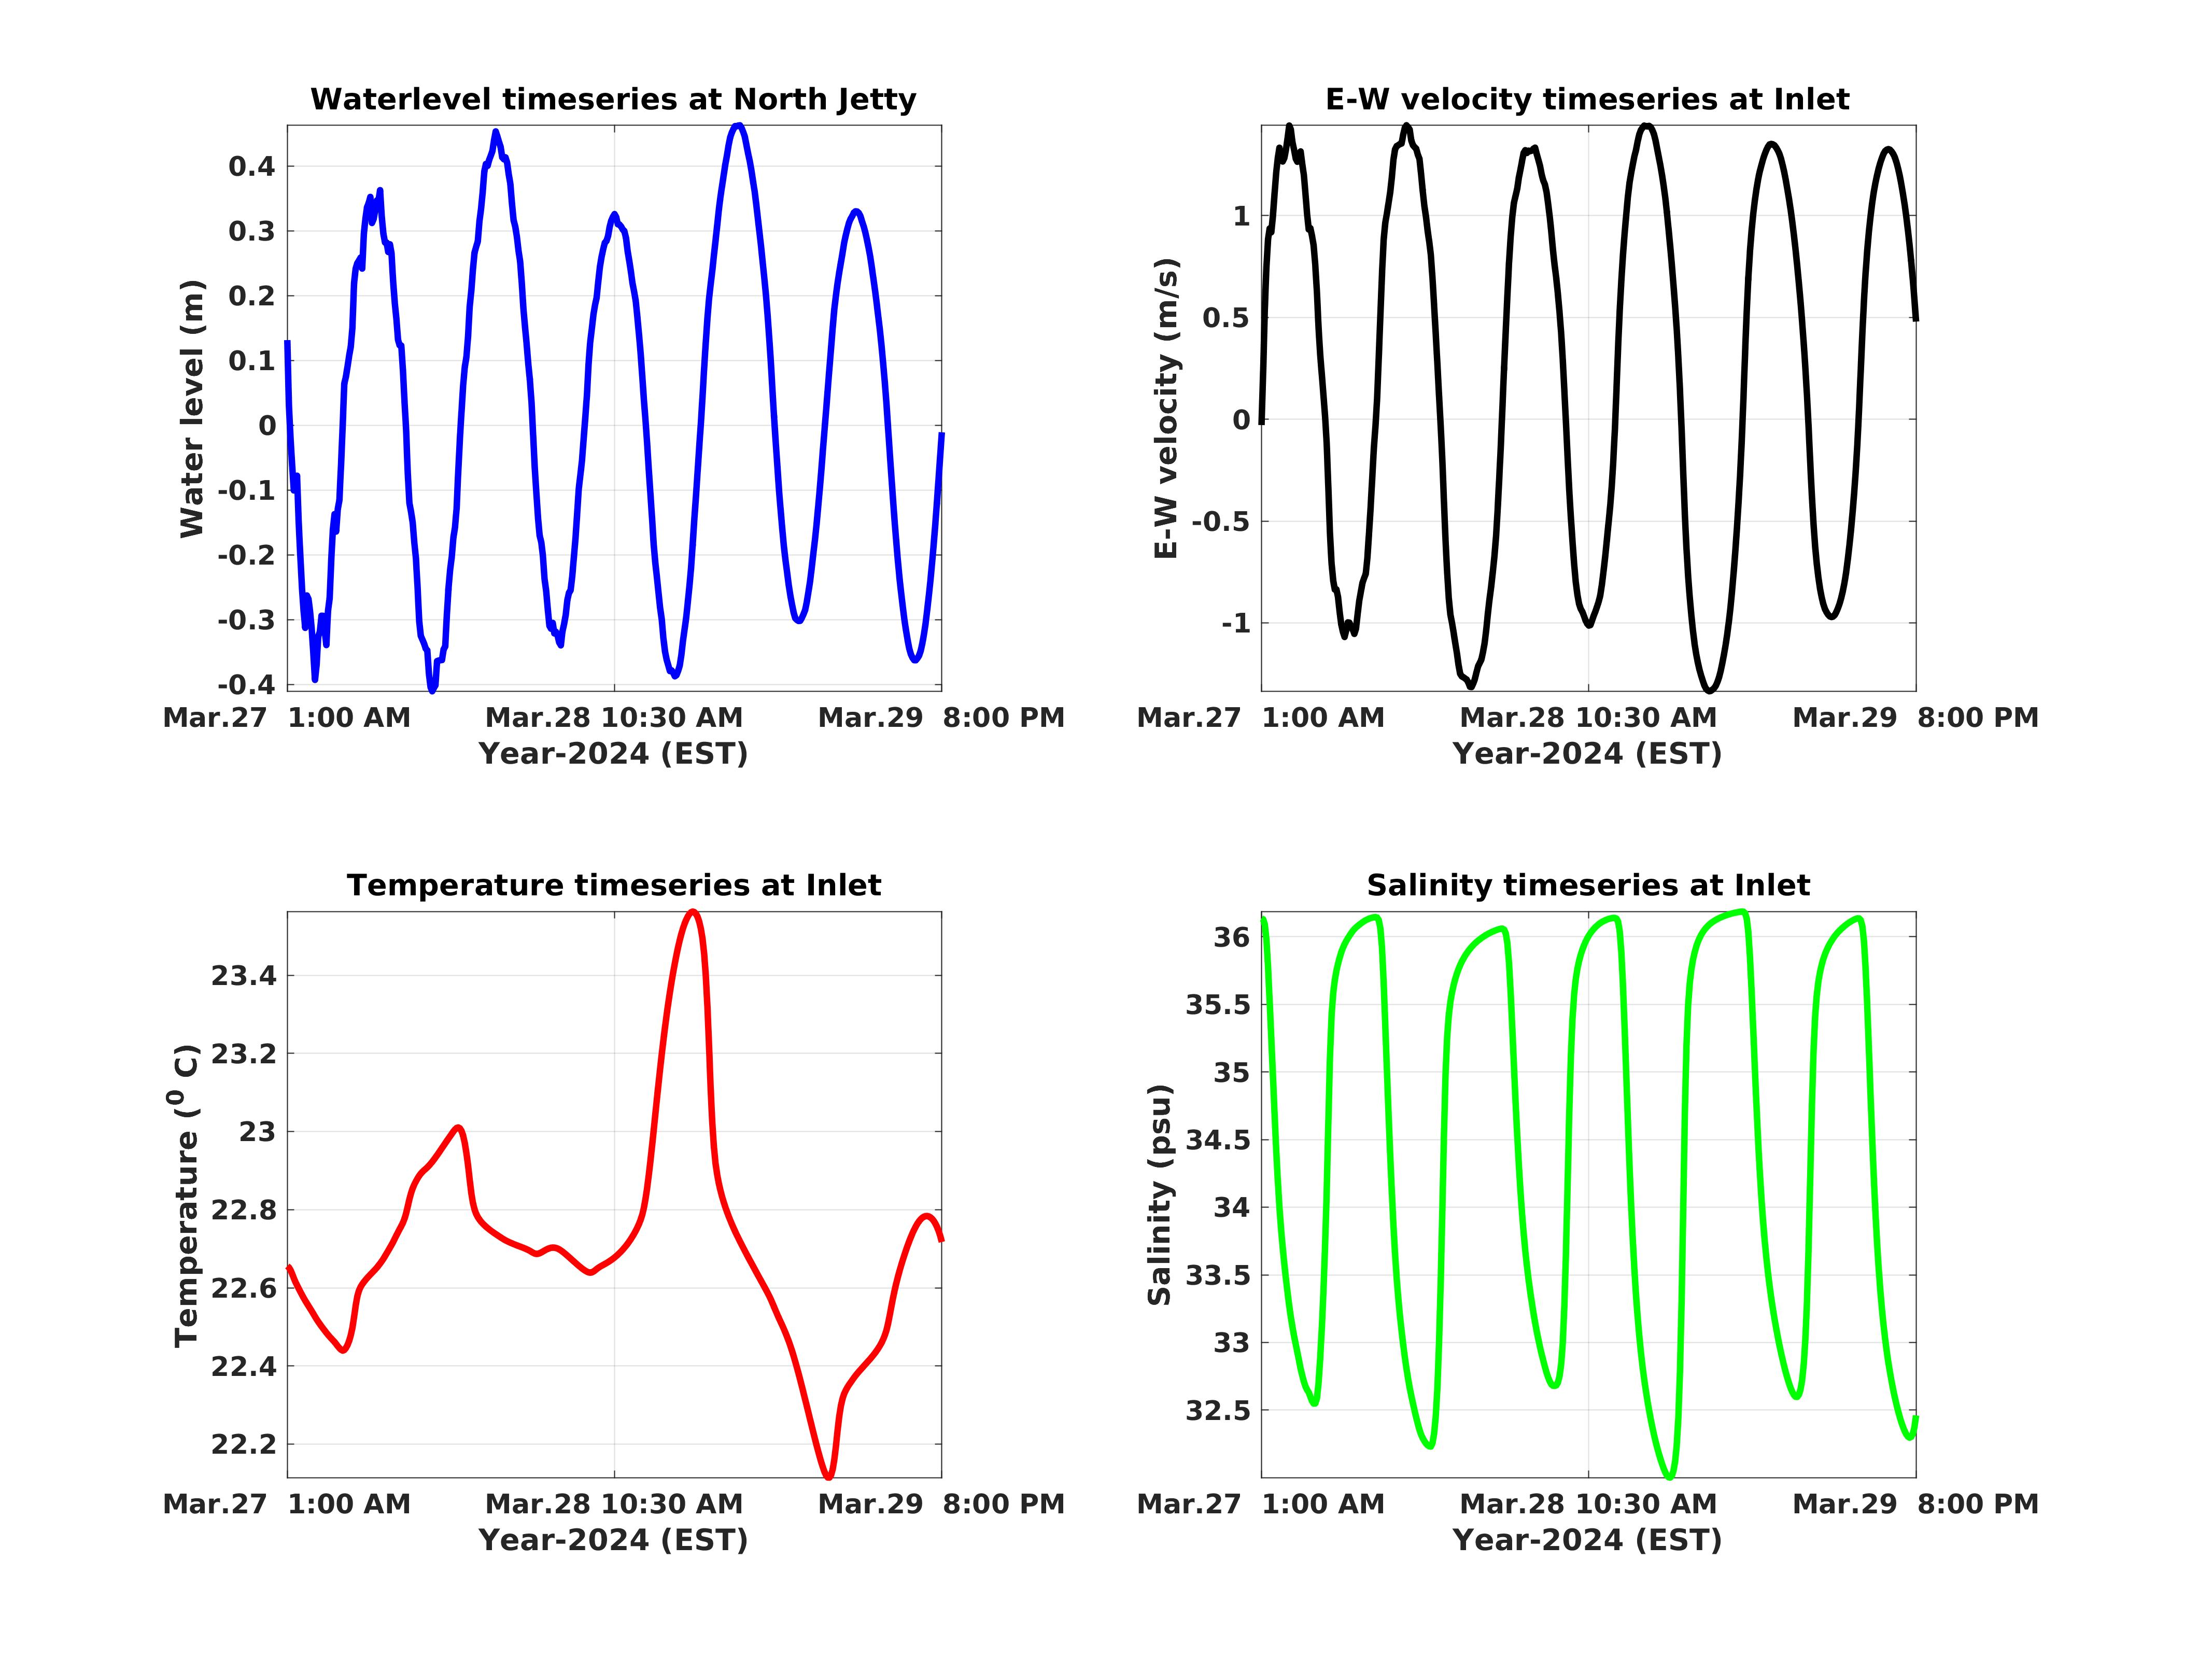 Waterlevel timeseries at North Jetty
Water level (m)
0.4
0.3
0.2
0.1
0
-0.1
-0.2
-0.3
-0.4
Mar.27 1:00 AM
Mar.28 10:30 AM
Mar.29 8:00 PM
Year-2024 (EST)
E-W velocity timeseries at Inlet
E-W velocity (m/s)
1
0.5
0
-0.5
-1
Mar.27 1:00 AM
Mar.28 10:30 AM
Mar.29 8:00 PM
Year-2024 (EST)
Temperature timeseries at Inlet
Temperature (⁰ C)
23.4
23.2
23
22.8
22.6
22.4
22.2
Mar.27 1:00 AM
Mar.28 10:30 AM
Mar.29 8:00 PM
Year-2024 (EST)
Salinity timeseries at Inlet
Salinity (psu)
36
35.5
35
34.5
34
33.5
33
32.5
Mar.27 1:00 AM
Mar.28 10:30 AM
Mar.29 8:00 PM
Year-2024 (EST)